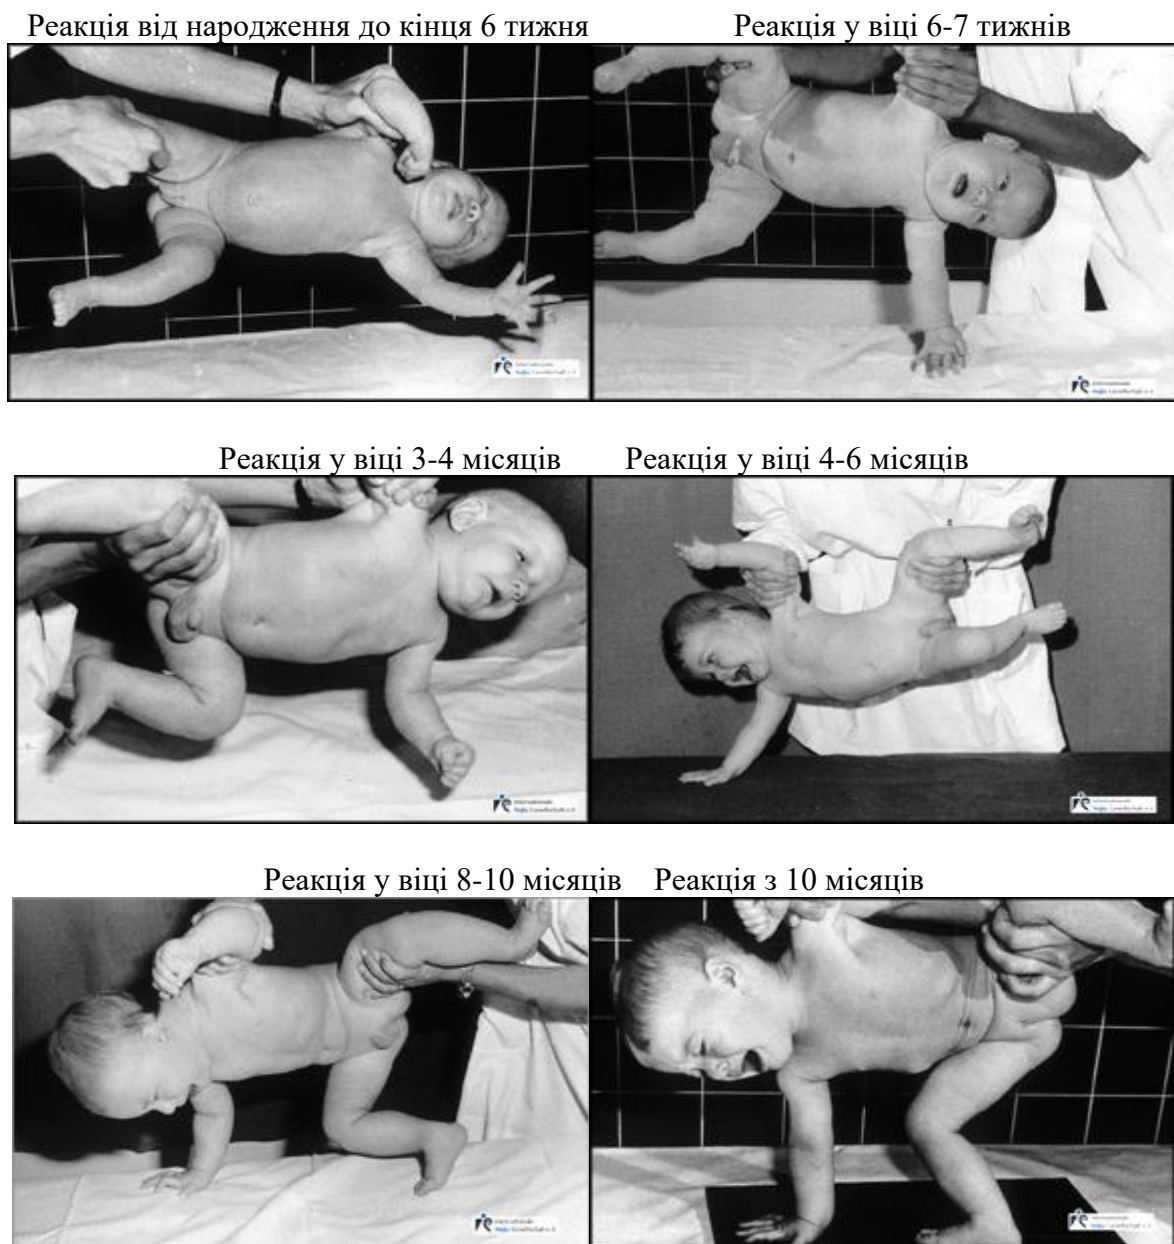 Реакція від народження до кінця 6 тижня
Реакція у віці 6-7 тижнів
Реакція у віці 3-4 місяців
Реакція у віці 4-6 місяців
Реакція у віці 8-10 місяців
Реакція з 10 місяців